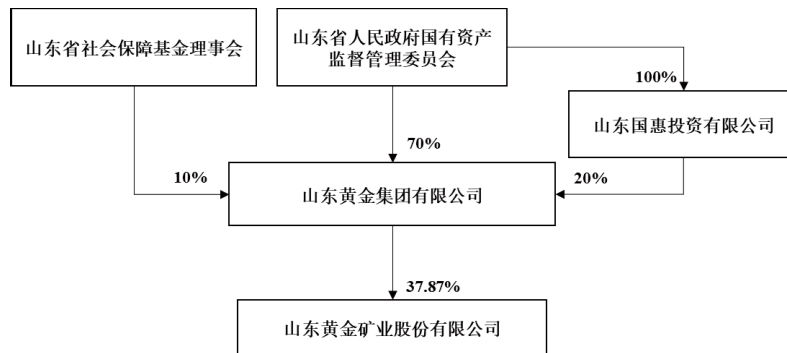 山东省社会保障基金理事会
山东省人民政府国有资产
监督管理委员会
100%
山东国惠投资有限公司
70%
10%
20%
山东黄金集团有限公司
37.87%
山东黄金矿业股份有限公司